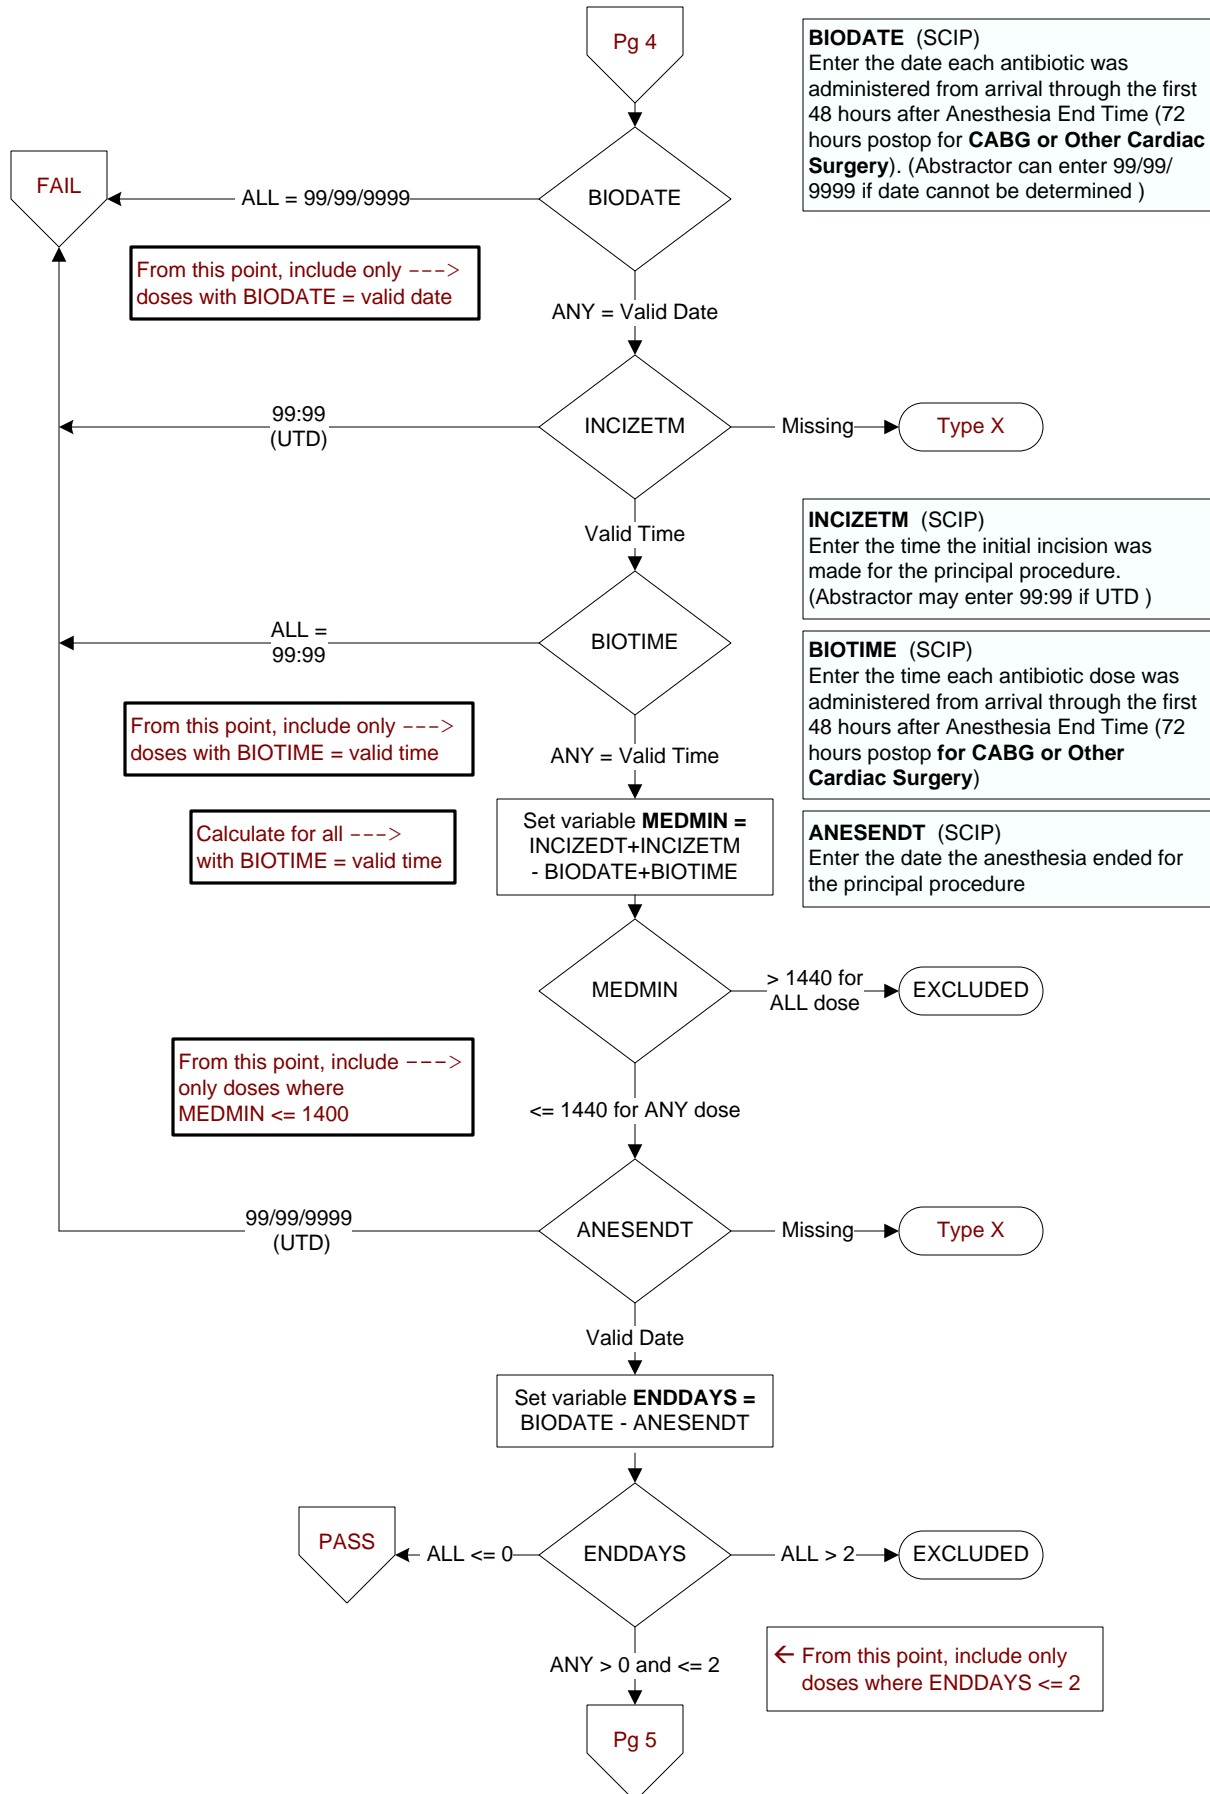 Pg 4
BIODATE (SCIP)
Enter the date each antibiotic was
administered from arrival through the first
48 hours after Anesthesia End Time (72
hours postop for CABG or Other Cardiac
Surgery). (Abstractor can enter 99/99/
9999 if date cannot be determined )
FAIL
ALL = 99/99/9999
BIODATE
From this point, include only --->
doses with BIODATE = valid date
ANY = Valid Date
99:99
(UTD)
INCIZETM
Missing
Type X
Valid Time
INCIZETM (SCIP)
Enter the time the initial incision was
made for the principal procedure.
(Abstractor may enter 99:99 if UTD )
ALL =
99:99
BIOTIME
BIOTIME (SCIP)
Enter the time each antibiotic dose was
administered from arrival through the first
48 hours after Anesthesia End Time (72
hours postop for CABG or Other
Cardiac Surgery)
From this point, include only --->
doses with BIOTIME = valid time
ANY = Valid Time
Calculate for all --->
with BIOTIME = valid time
Set variable MEDMIN =
INCIZEDT+INCIZETM
- BIODATE+BIOTIME
ANESENDT (SCIP)
Enter the date the anesthesia ended for
the principal procedure
MEDMIN
> 1440 for
ALL dose
EXCLUDED
From this point, include --->
only doses where
MEDMIN <= 1400
<= 1440 for ANY dose
99/99/9999
(UTD)
ANESENDT
Missing
Type X
Valid Date
Set variable ENDDAYS =
BIODATE - ANESENDT
PASS
ALL <= 0
ENDDAYS
ALL > 2
EXCLUDED
ANY > 0 and <= 2
← From this point, include only
doses where ENDDAYS <= 2
Pg 5